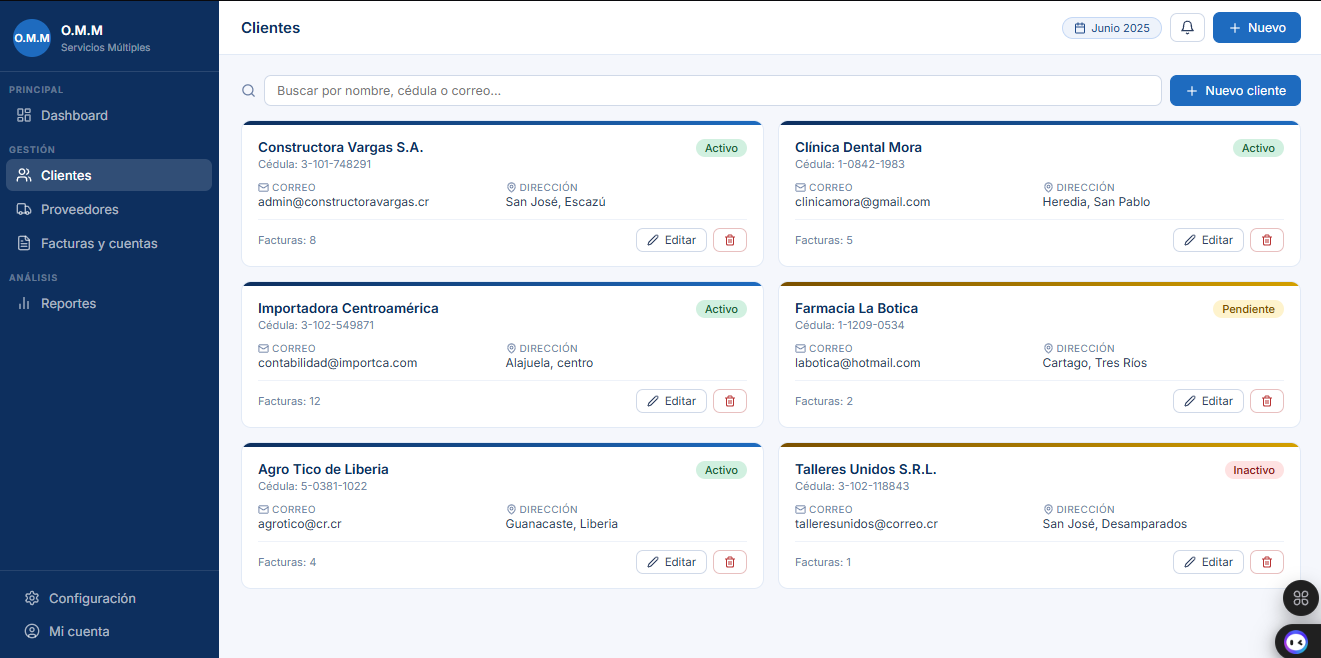 O.M.M
O.M.M
Servicios Múltiples
PRINCIPAL
Dashboard
GESTIÓN
Clientes
Proveedores
Facturas y cuentas
ANÁLISIS
Reportes
Configuración
Mi cuenta
Clientes
Junio 2025
+ Nuevo
Buscar por nombre, cédula o correo...
+ Nuevo cliente
Constructora Vargas S.A.
Activo
Cédula: 3-101-748291
CORREO
DIRECCIÓN
admin@constructoravargas.cr
San José, Escazú
Facturas: 8
Editar
Clínica Dental Mora
Activo
Cédula: 1-0842-1983
CORREO
DIRECCIÓN
clinicamora@gmail.com
Heredia, San Pablo
Facturas: 5
Editar
Importadora Centroamérica
Activo
Cédula: 3-102-549871
CORREO
DIRECCIÓN
contabilidad@importca.com
Alajuela, centro
Facturas: 12
Editar
Farmacia La Botica
Pendiente
Cédula: 1-1209-0534
CORREO
DIRECCIÓN
labotica@hotmail.com
Cartago, Tres Ríos
Facturas: 2
Editar
Agro Tico de Liberia
Activo
Cédula: 5-0381-1022
CORREO
DIRECCIÓN
agrotico@cr.cr
Guanacaste, Liberia
Facturas: 4
Editar
Talleres Unidos S.R.L.
Inactivo
Cédula: 3-102-118843
CORREO
DIRECCIÓN
talleresunidos@correo.cr
San José, Desamparados
Facturas: 1
Editar